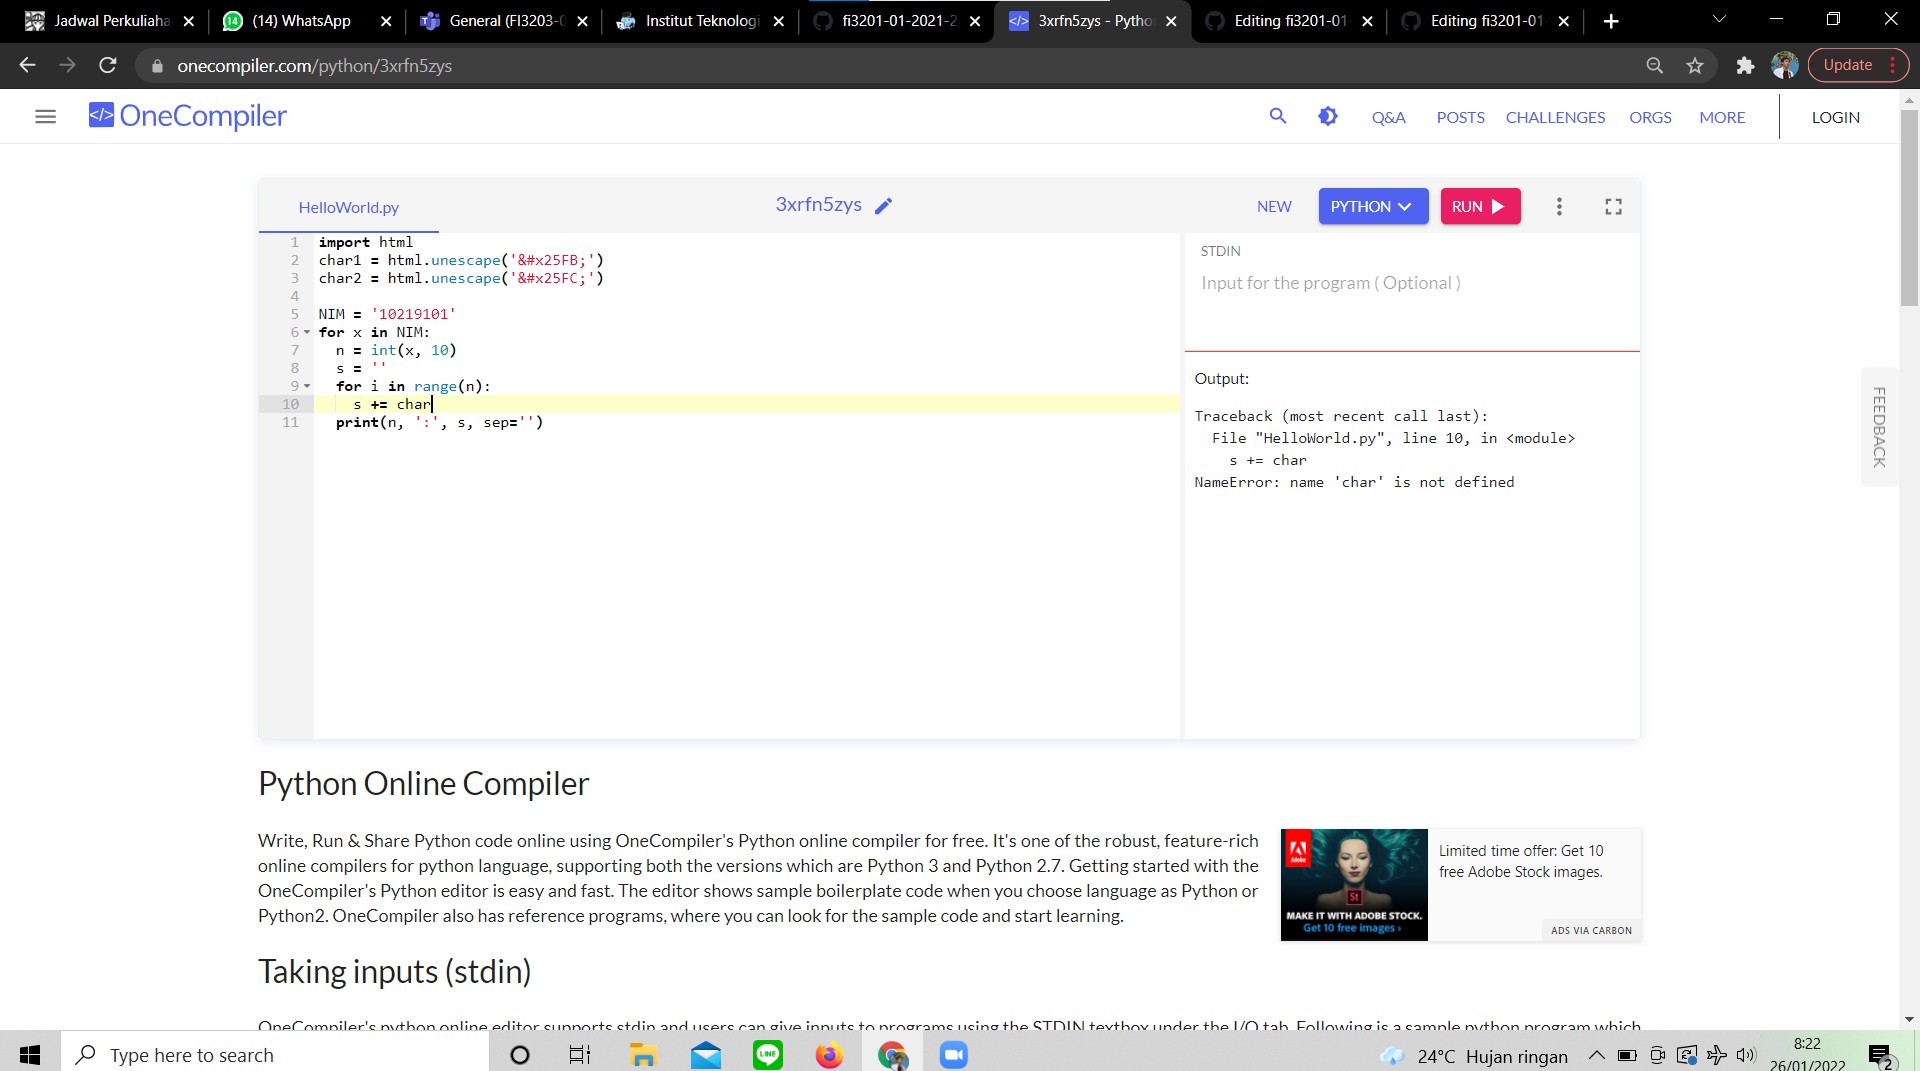 Jadwal Perkuliaha
14
(14) WhatsApp
General (FI3203-0
Institut Teknologi
fi3201-01-2021-2
3xrfn5zys - Pytho
Editing fi3201-01
Editing fi3201-01
onecompiler.com/python/3xrfn5zys
Update
OneCompiler
Q&A
POSTS
CHALLENGES
ORGS
MORE
LOGIN
HelloWorld.py
3xrfn5zys
NEW
PYTHON
RUN
1 import html
2 char1 = html.unescape('&#x25FB;')
3 char2 = html.unescape('&#x25FC;')
4
5 NIM = '10219101'
6 for x in NIM:
7 n = int(x, 10)
8 s = ''
9 for i in range(n):
10 s += char
11 print(n, ':', s, sep='')
STDIN
Input for the program ( Optional )
Output:
Traceback (most recent call last):
File "HelloWorld.py", line 10, in <module>
s += char
NameError: name 'char' is not defined
FEEDBACK
Python Online Compiler
Write, Run & Share Python code online using OneCompiler's Python online compiler for free. It's one of the robust, feature-rich
online compilers for python language, supporting both the versions which are Python 3 and Python 2.7. Getting started with the
OneCompiler's Python editor is easy and fast. The editor shows sample boilerplate code when you choose language as Python or
Python2. OneCompiler also has reference programs, where you can look for the sample code and start learning.
Adobe
St
MAKE IT WITH ADOBE STOCK.
Get 10 free images ›
Limited time offer: Get 10
free Adobe Stock images.
ADS VIA CARBON
Taking inputs (stdin)
OneCompiler's python online editor supports stdin and users can give inputs to programs using the STDIN textbox under the I/O tab. Following is a sample python program which
Type here to search
LINE
24°C Hujan ringan
8:22
26/01/2022
2